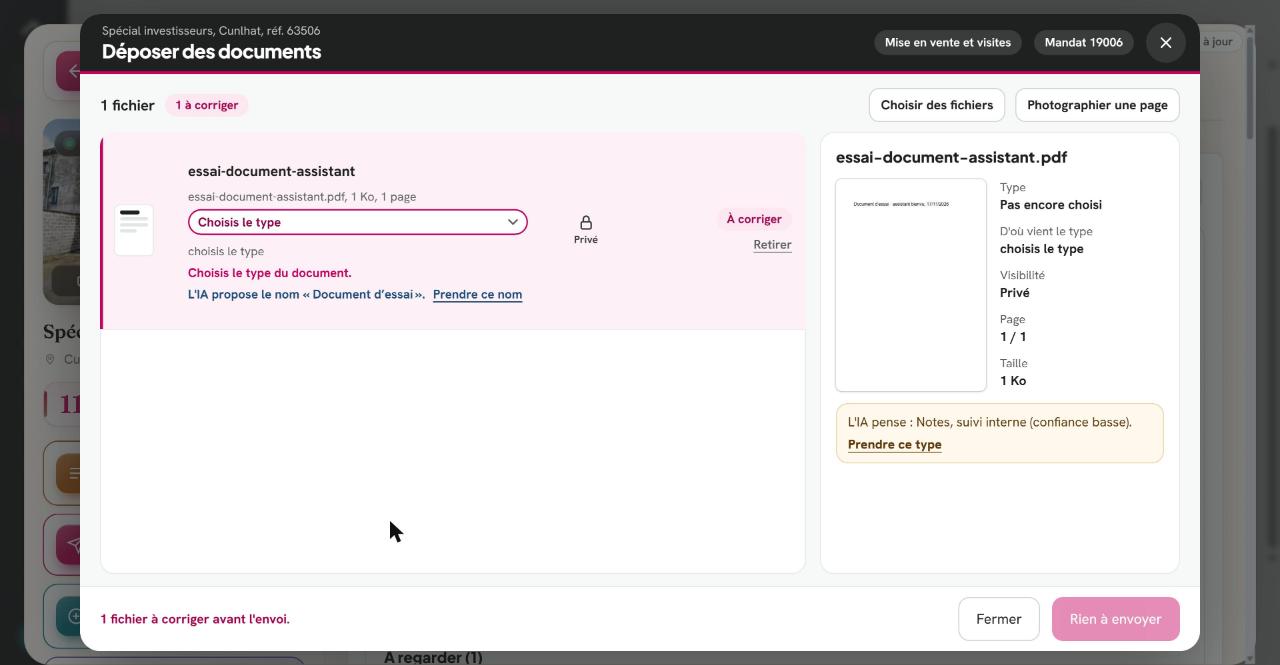 Spécial investisseurs, Cunlhat, réf. 63506
Déposer des documents
Mise en vente et visites
Mandat 19006
à jour
1 fichier
1 à corriger
Choisir des fichiers
Photographier une page
essai-document-assistant
essai-document-assistant.pdf, 1 Ko, 1 page
Choisis le type
choisis le type
Choisis le type du document.
L'IA propose le nom « Document d’essai ». Prendre ce nom
Privé
À corriger
Retirer
essai-document-assistant.pdf
Type
Pas encore choisi
D'où vient le type
choisis le type
Visibilité
Privé
Page
1 / 1
Taille
1 Ko
L'IA pense : Notes, suivi interne (confiance basse).
Prendre ce type
Spéc
Cu
11
1 fichier à corriger avant l'envoi.
Fermer
Rien à envoyer
A regarder (1)